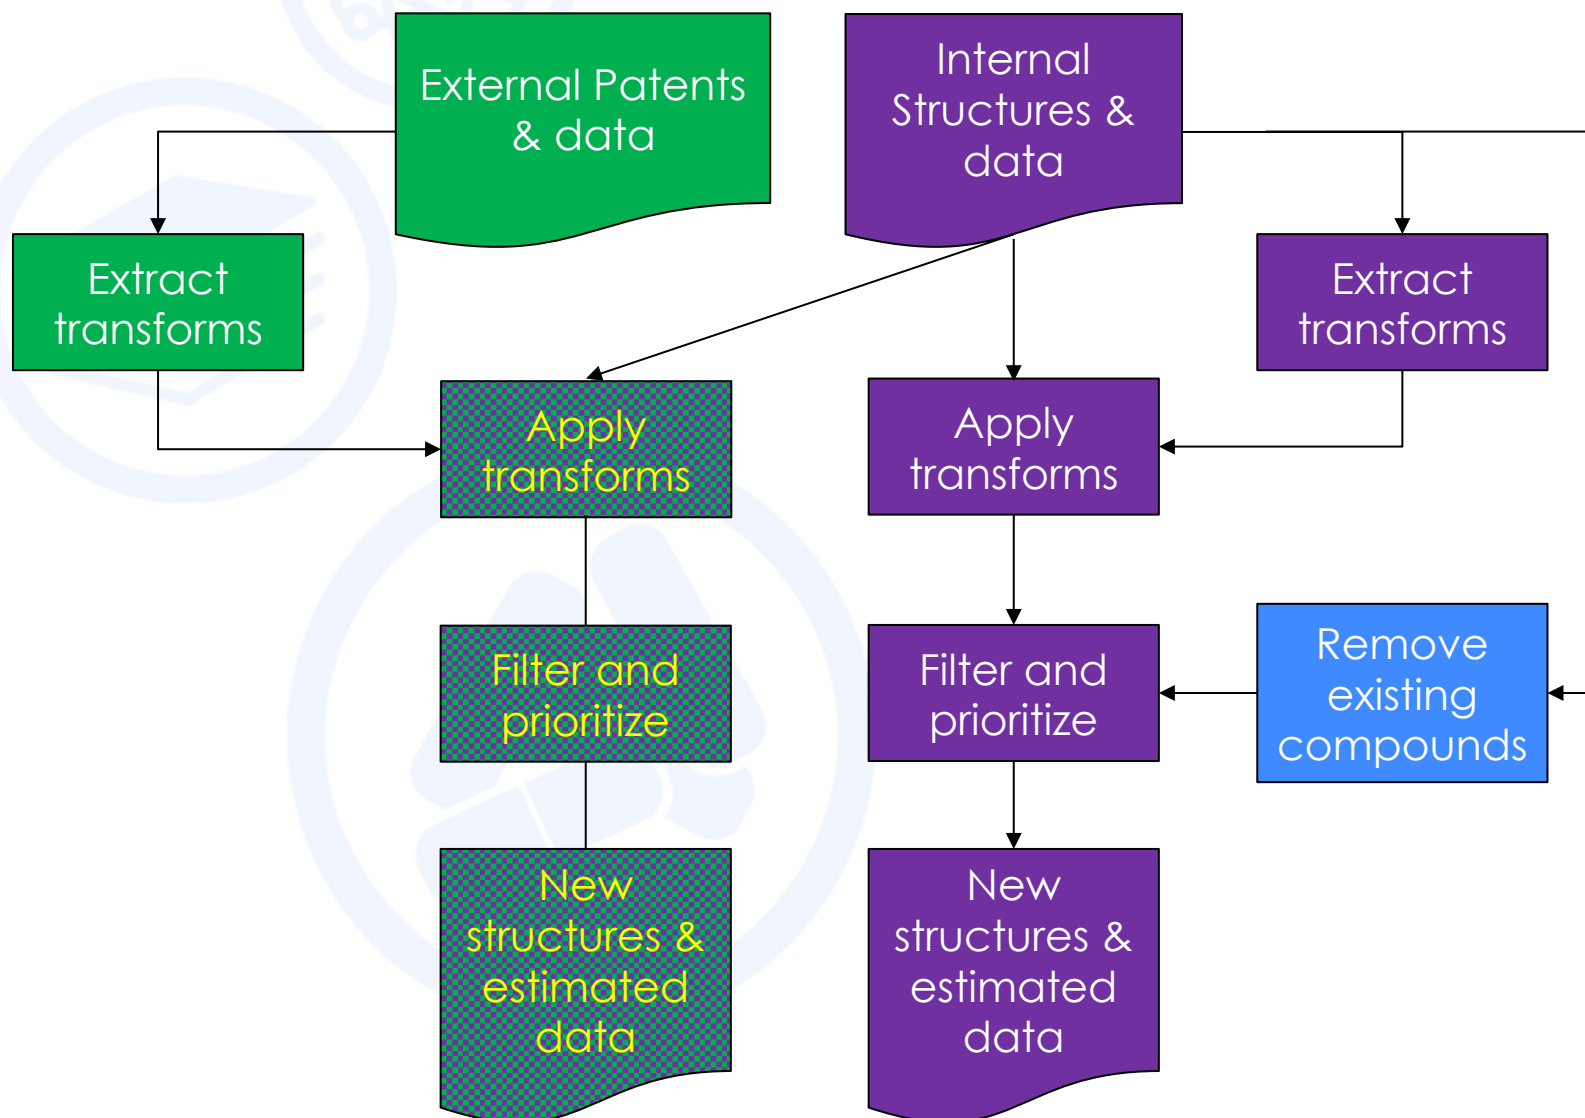 External Patents
& data
Internal
Structures &
data
Extract
transforms
Extract
transforms
Apply
transforms
Apply
transforms
Filter and
prioritize
Filter and
prioritize
Remove
existing
compounds
New
structures &
estimated
data
New
structures &
estimated
data